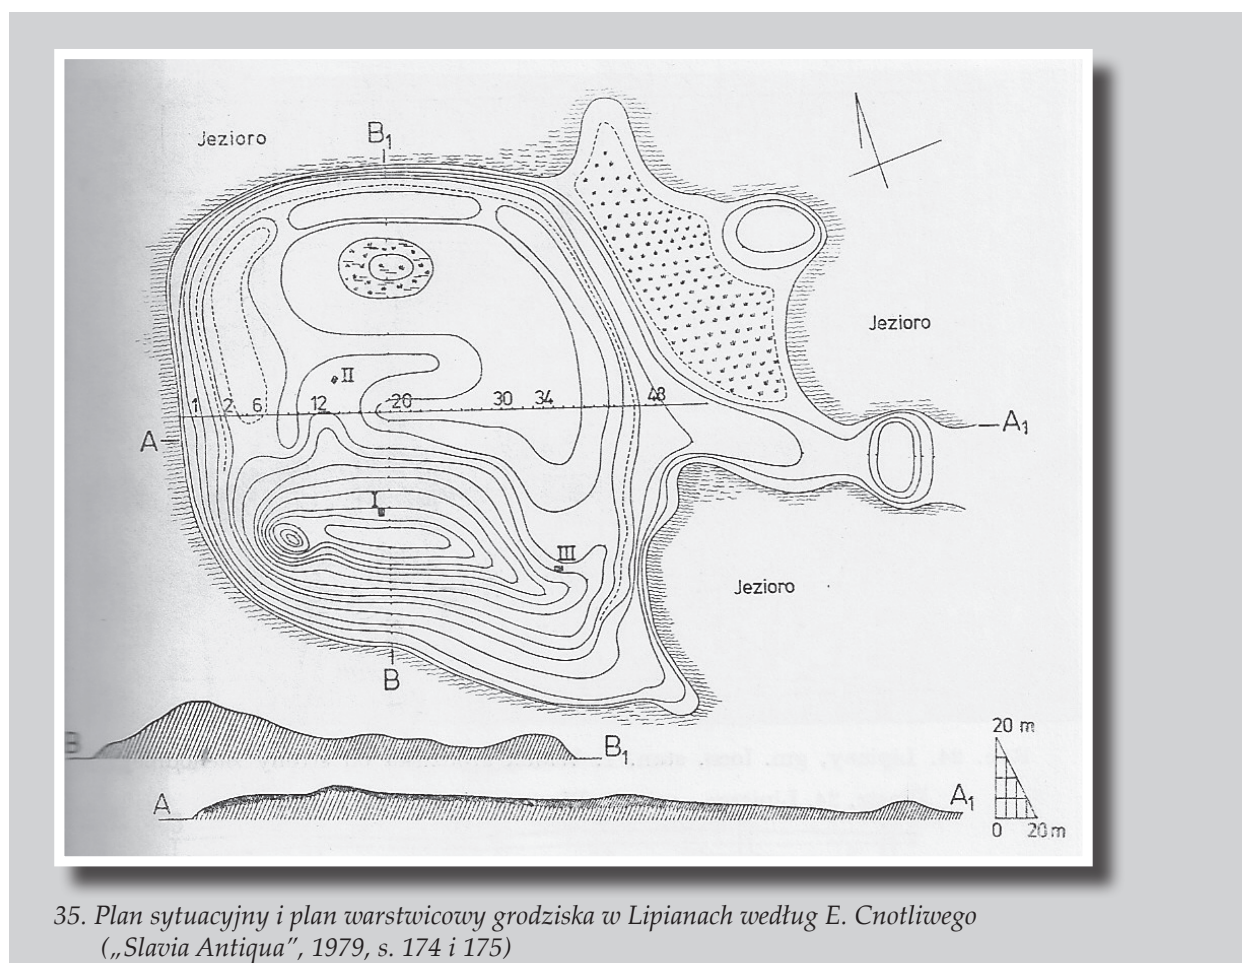 Jezioro
B1
Jezioro
II
1 2 6 12 20 30 34 48
A
A1
I
III
Jezioro
B
B
B1
20 m
A
A1
0 20 m
35. Plan sytuacyjny i plan warstwicowy grodziska w Lipianach według E. Cnotliwego
(„Slavia Antiqua”, 1979, s. 174 i 175)